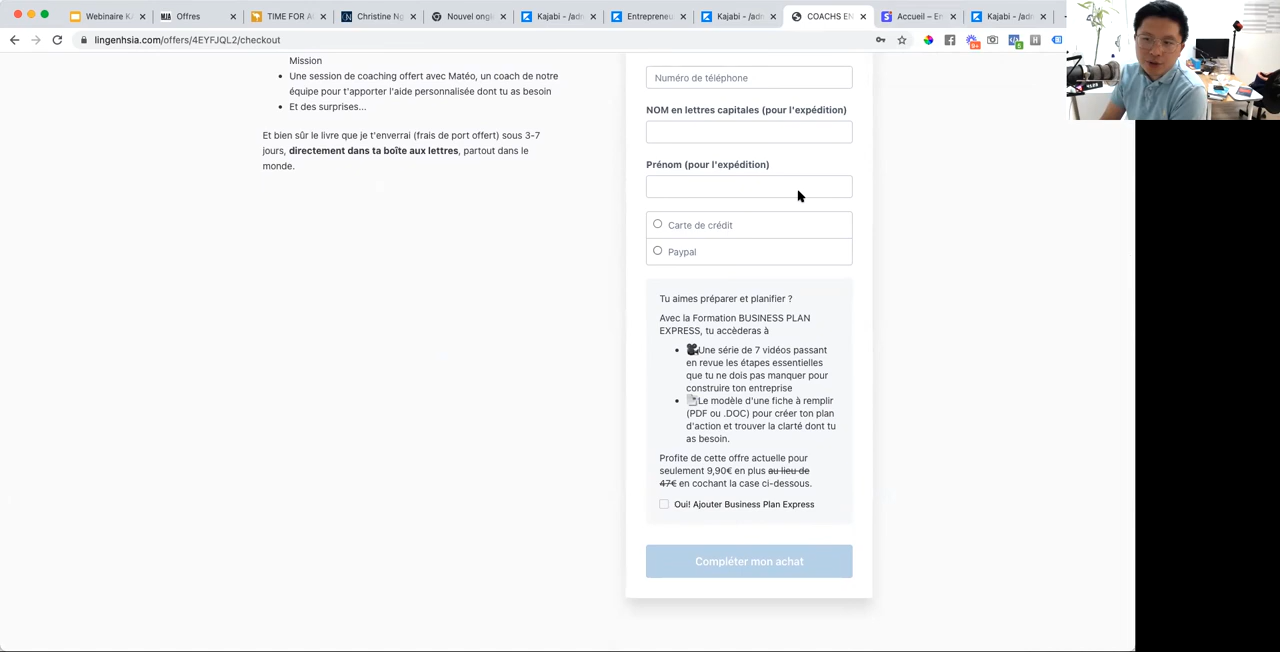 Webinaire K
Offres
TIME FOR A
Christine Ng
Nouvel ongl
Kajabi - /adm
Entrepreneu
Kajabi - /adm
COACHS EN
Accueil – En
Kajabi - /adn
lingenhsia.com/offers/4EYFJQL2/checkout
Mission
Une session de coaching offert avec Matéo, un coach de notre
équipe pour t'apporter l'aide personnalisée dont tu as besoin
Et des surprises...
Et bien sûr le livre que je t'enverrai (frais de port offert) sous 3-7
jours, directement dans ta boîte aux lettres, partout dans le
monde.
Numéro de téléphone
NOM en lettres capitales (pour l'expédition)
Prénom (pour l'expédition)
Carte de crédit
Paypal
Tu aimes préparer et planifier ?
Avec la Formation BUSINESS PLAN
EXPRESS, tu accèderas à
Une série de 7 vidéos passant
en revue les étapes essentielles
que tu ne dois pas manquer pour
construire ton entreprise
Le modèle d'une fiche à remplir
(PDF ou .DOC) pour créer ton plan
d'action et trouver la clarté dont tu
as besoin.
Profite de cette offre actuelle pour
seulement 9,90€ en plus au lieu de
47€ en cochant la case ci-dessous.
Oui! Ajouter Business Plan Express
Compléter mon achat